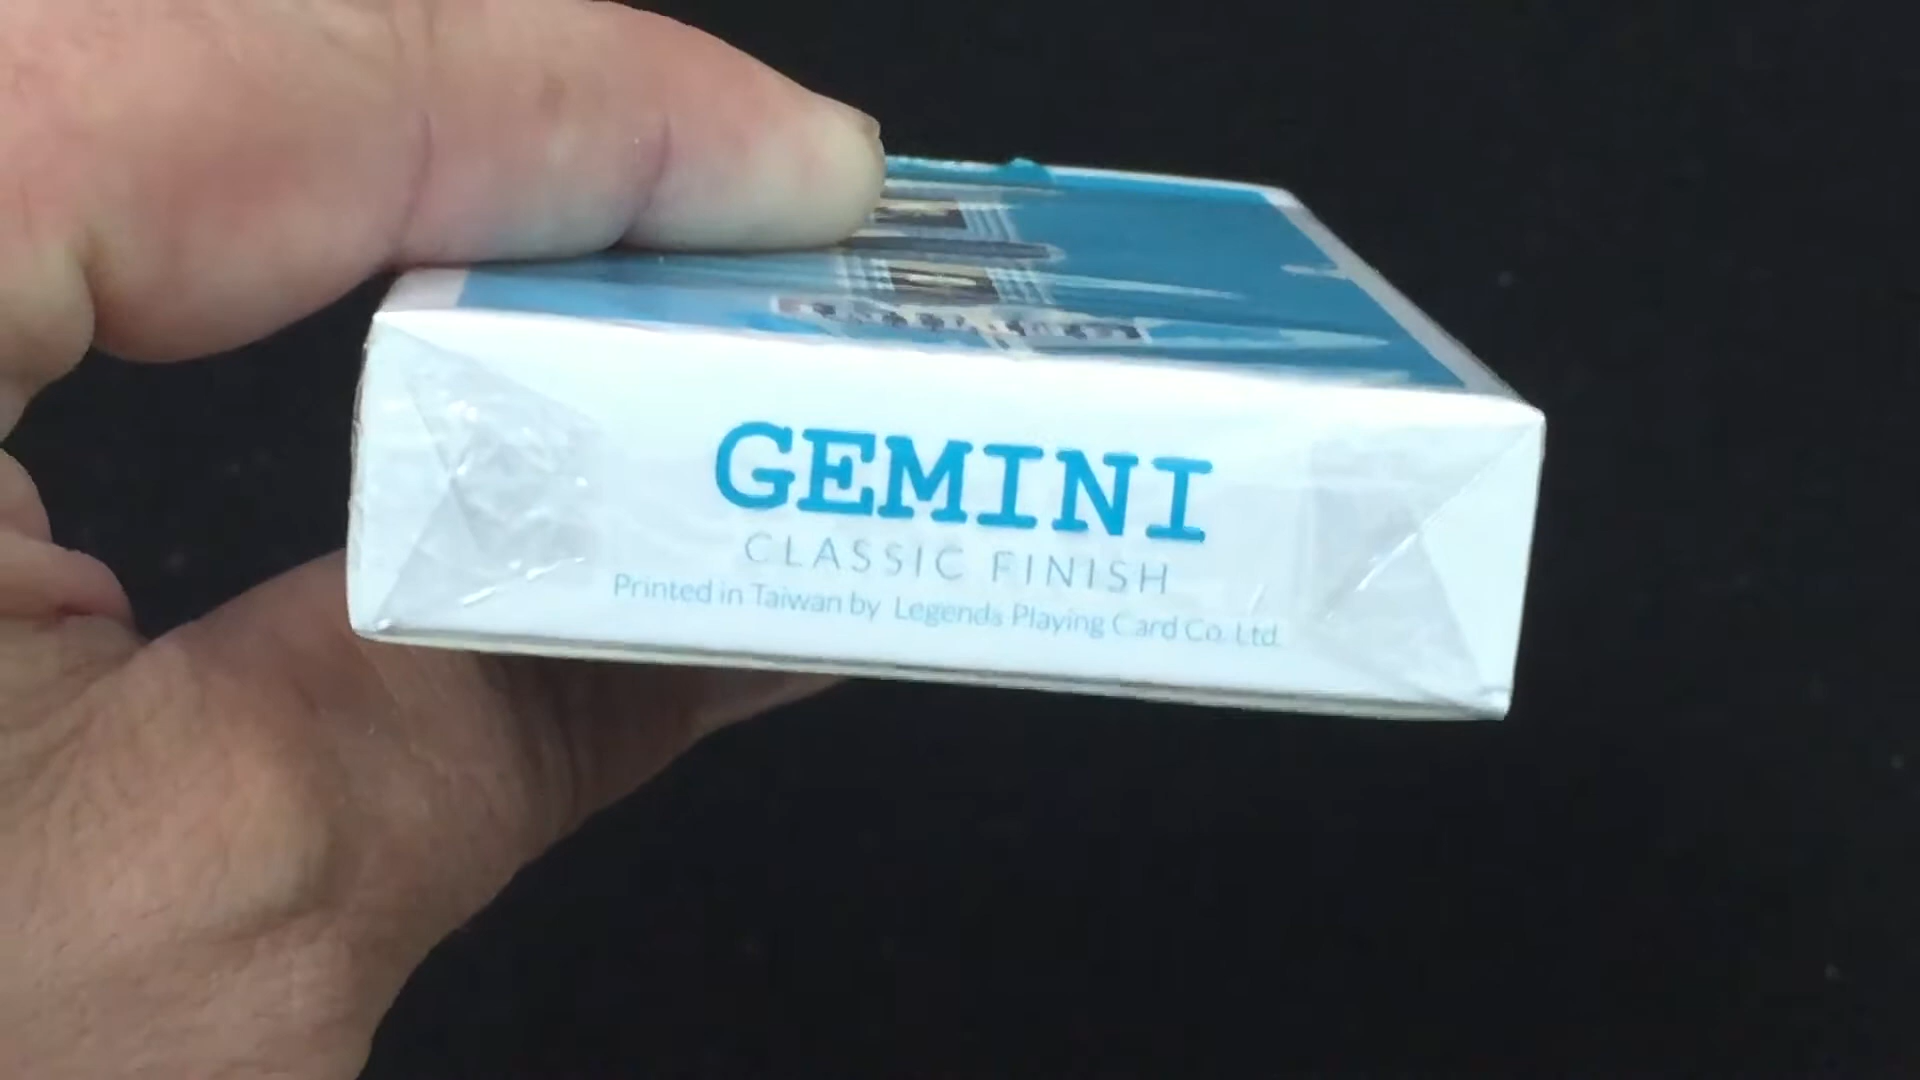 GEMINI
CLASSIC FINISH
Printed in Taiwan by Legends Playing Card Co. Ltd.